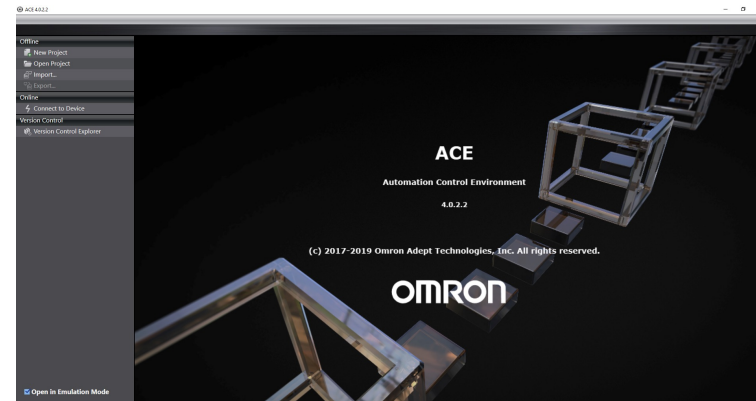 ACE 4.0.2.2
Offline
New Project
Open Project
Import...
Export...
Online
Connect to Device
Version Control
Version Control Explorer
ACE
Automation Control Environment
4.0.2.2
(c) 2017-2019 Omron Adept Technologies, Inc. All rights reserved.
OMRON
Open in Emulation Mode